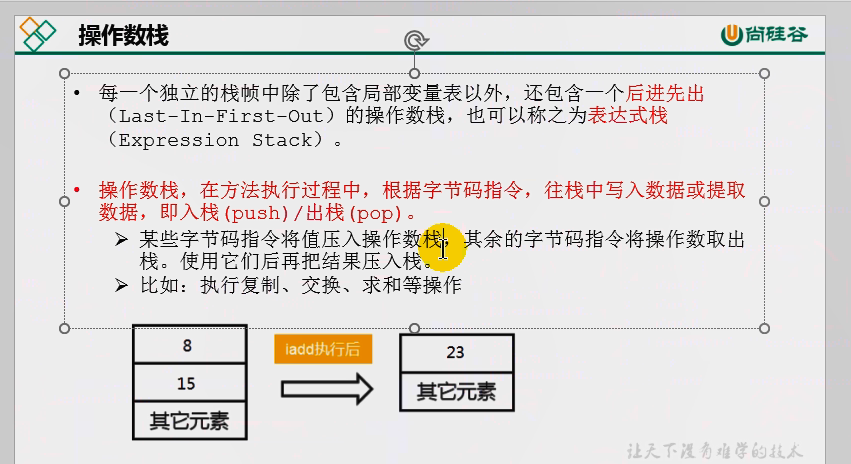 操作数栈
尚硅谷
• 每一个独立的栈帧中除了包含局部变量表以外，还包含一个后进先出
（Last-In-First-Out）的操作数栈，也可以称之为表达式栈
（Expression Stack）。
• 操作数栈，在方法执行过程中，根据字节码指令，往栈中写入数据或提取
数据，即入栈(push)/出栈(pop)。
➢ 某些字节码指令将值压入操作数栈，其余的字节码指令将操作数取出
栈。使用它们后再把结果压入栈。
➢ 比如：执行复制、交换、求和等操作
8
15
其它元素
iadd执行后
23
其它元素
让天下没有难学的技术